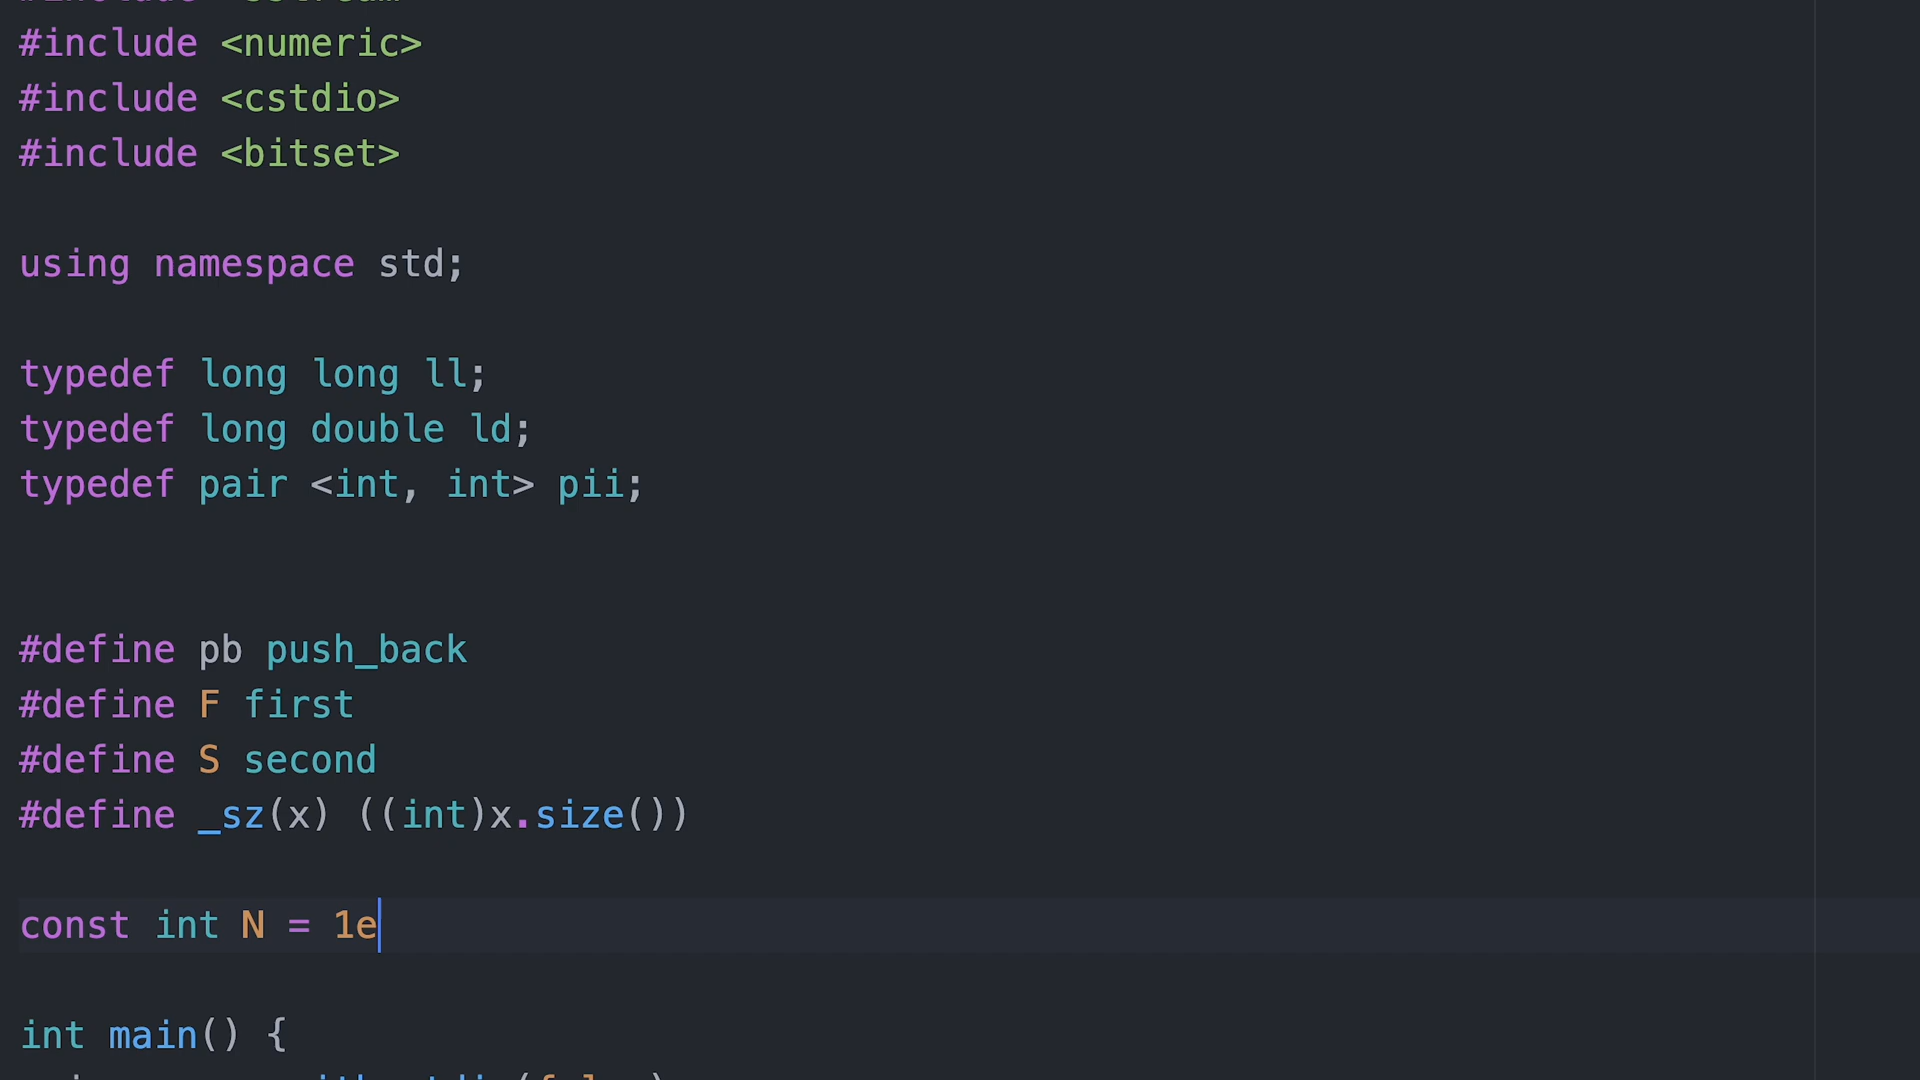 #include <numeric>
#include <cstdio>
#include <bitset>
using namespace std;
typedef long long ll;
typedef long double ld;
typedef pair <int, int> pii;
#define pb push_back
#define F first
#define S second
#define _sz(x) ((int)x.size())
const int N = 1e
int main() {